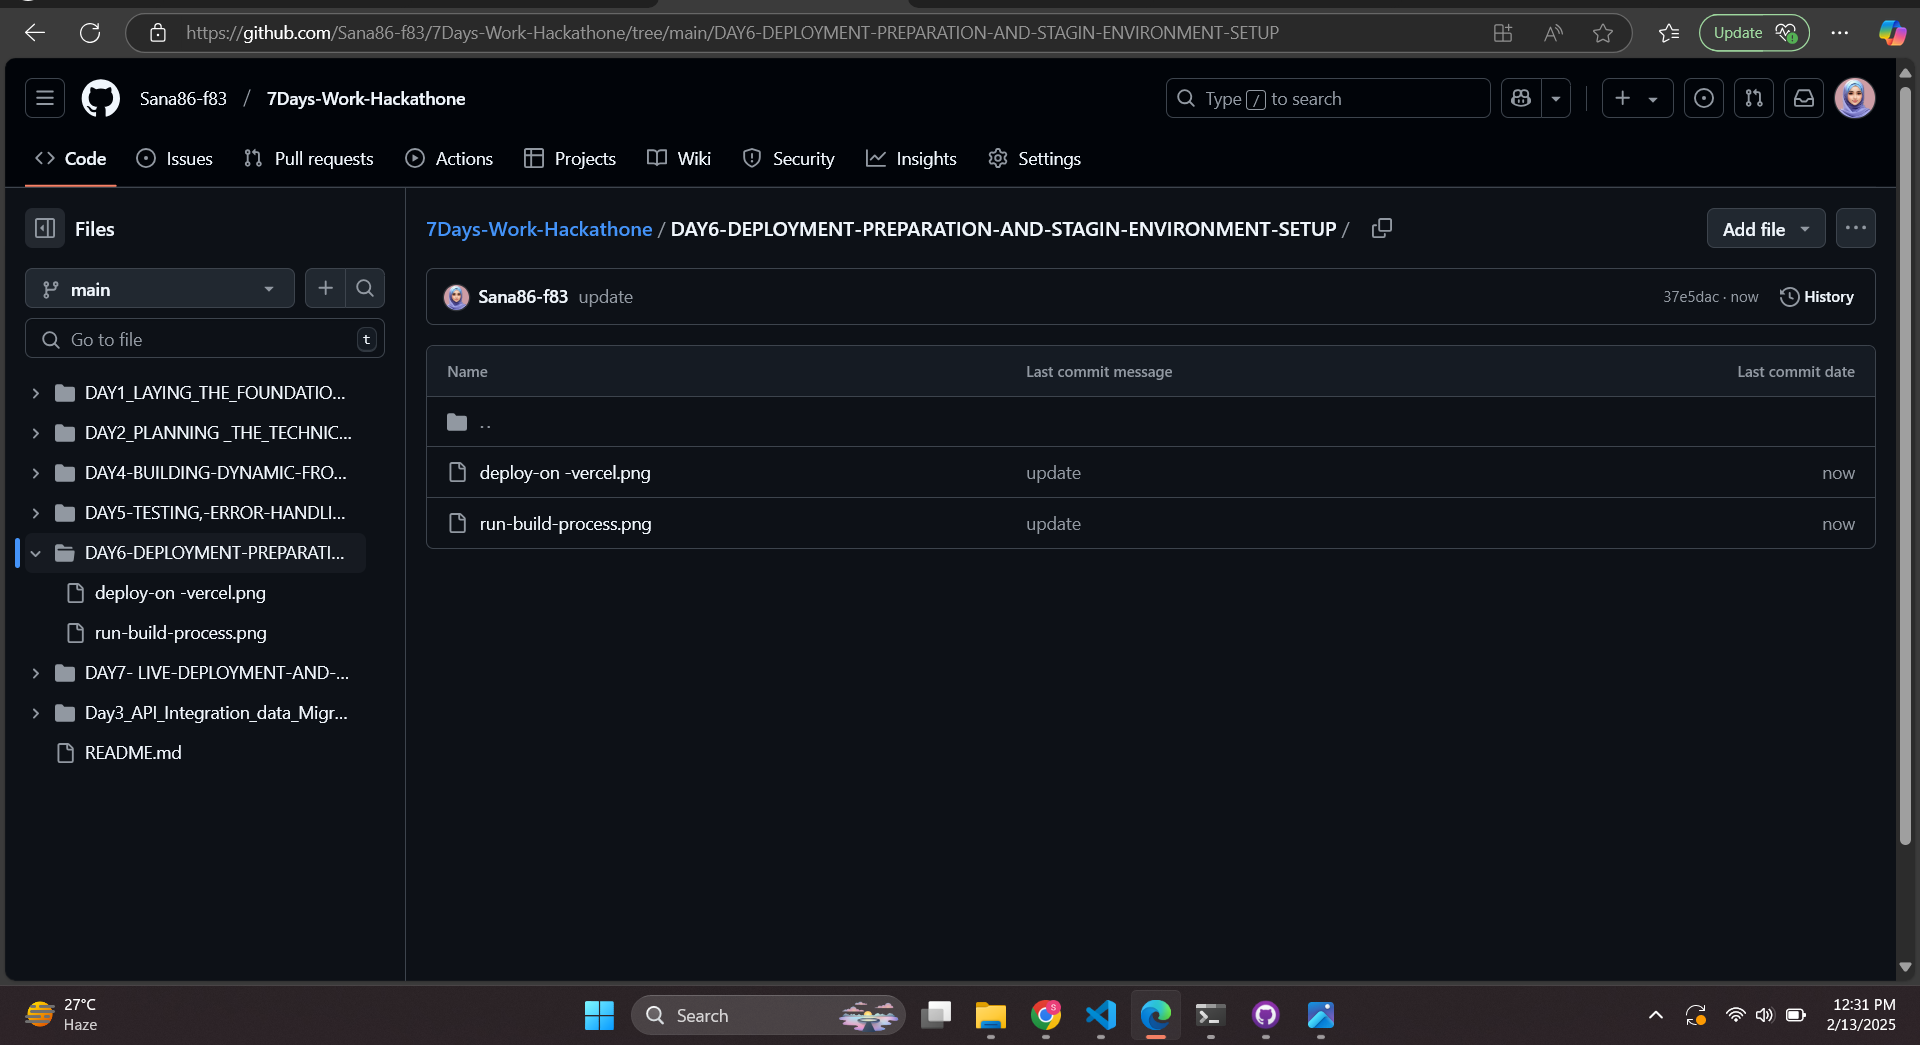 https://github.com/Sana86-f83/7Days-Work-Hackathone/tree/main/DAY6-DEPLOYMENT-PREPARATION-AND-STAGIN-ENVIRONMENT-SETUP
Update
Sana86-f83 / 7Days-Work-Hackathone
Type / to search
Code
Issues
Pull requests
Actions
Projects
Wiki
Security
Insights
Settings
Files
main
Go to file
t
DAY1_LAYING_THE_FOUNDATIO...
DAY2_PLANNING _THE_TECHNIC...
DAY4-BUILDING-DYNAMIC-FRO...
DAY5-TESTING,-ERROR-HANDLI...
DAY6-DEPLOYMENT-PREPARATI...
deploy-on -vercel.png
run-build-process.png
DAY7- LIVE-DEPLOYMENT-AND-...
Day3_API_Integration_data_Migr...
README.md
7Days-Work-Hackathone / DAY6-DEPLOYMENT-PREPARATION-AND-STAGIN-ENVIRONMENT-SETUP /
Add file
Sana86-f83 update
37e5dac · now
History
Name
Last commit message
Last commit date
..
deploy-on -vercel.png
update
now
run-build-process.png
update
now
27°C
Haze
Search
S
12:31 PM
2/13/2025